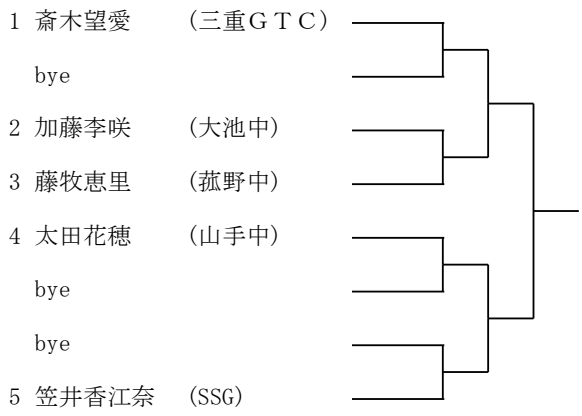 1 斎木望愛 (三重ＧＴＣ)
bye
2 加藤李咲 (大池中)
3 藤牧恵里 (菰野中)
4 太田花穂 (山手中)
bye
bye
5 笠井香江奈 (SSG)